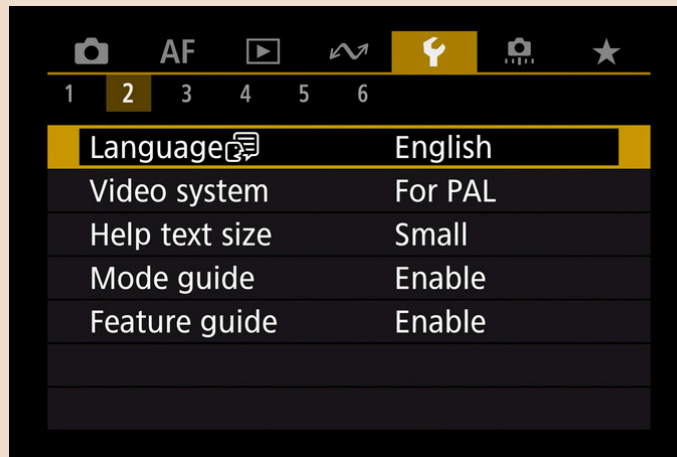 AF
1 2 3 4 5 6
Language English
Video system For PAL
Help text size Small
Mode guide Enable
Feature guide Enable